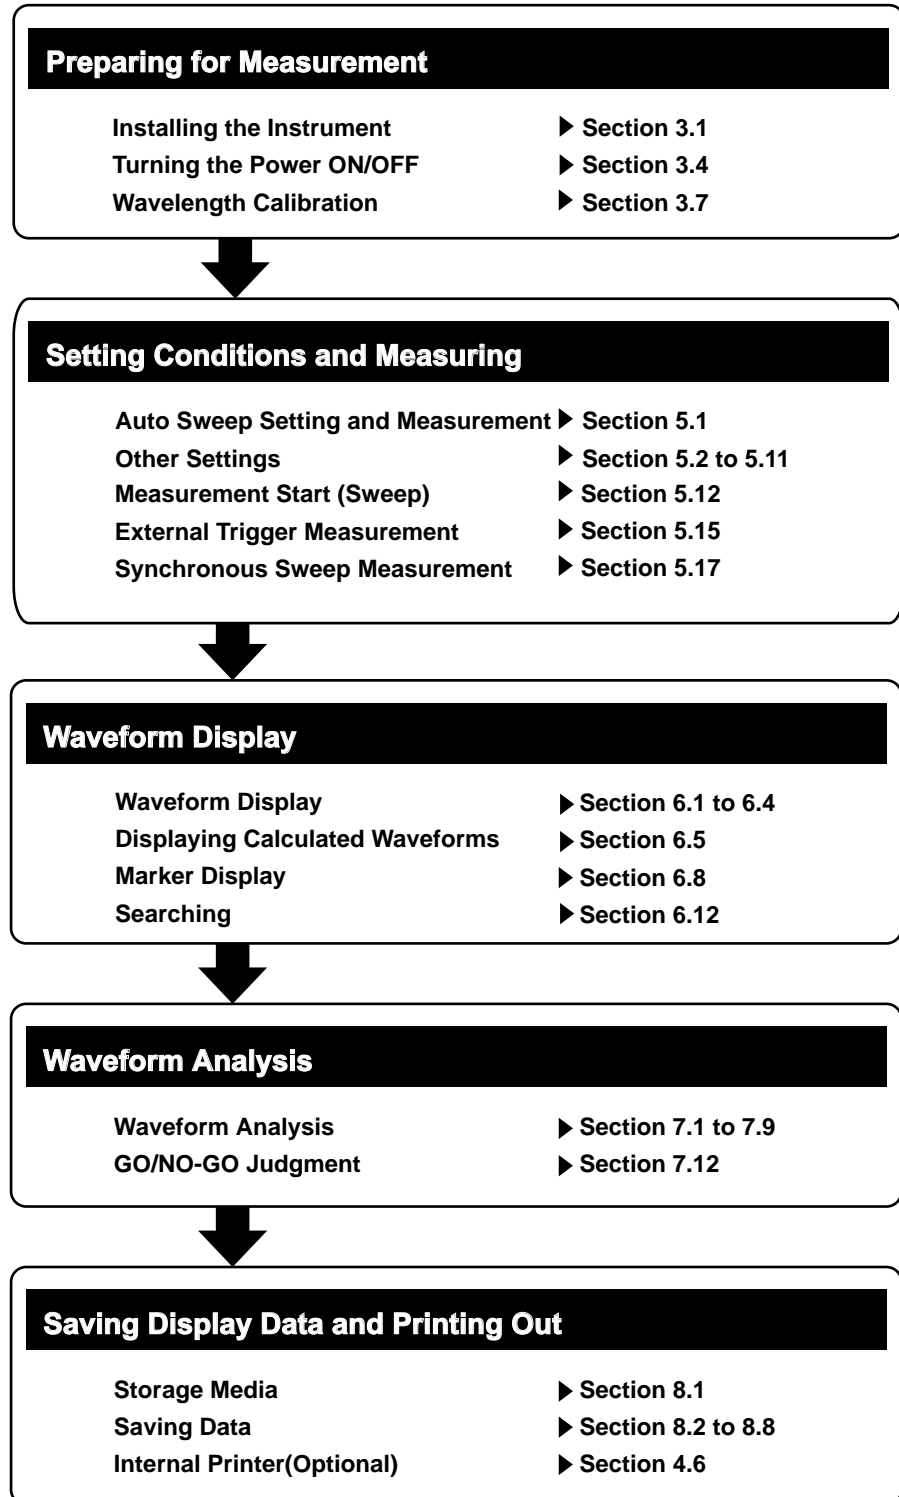 Preparing for Measurement
Installing the Instrument Section 3.1
Turning the Power ON/OFF Section 3.4
Wavelength Calibration Section 3.7
Setting Conditions and Measuring
Auto Sweep Setting and Measurement Section 5.1
Other Settings Section 5.2 to 5.11
Measurement Start (Sweep) Section 5.12
External Trigger Measurement Section 5.15
Synchronous Sweep Measurement Section 5.17
Waveform Display
Waveform Display Section 6.1 to 6.4
Displaying Calculated Waveforms Section 6.5
Marker Display Section 6.8
Searching Section 6.12
Waveform Analysis
Waveform Analysis Section 7.1 to 7.9
GO/NO-GO Judgment Section 7.12
Saving Display Data and Printing Out
Storage Media Section 8.1
Saving Data Section 8.2 to 8.8
Internal Printer(Optional) Section 4.6